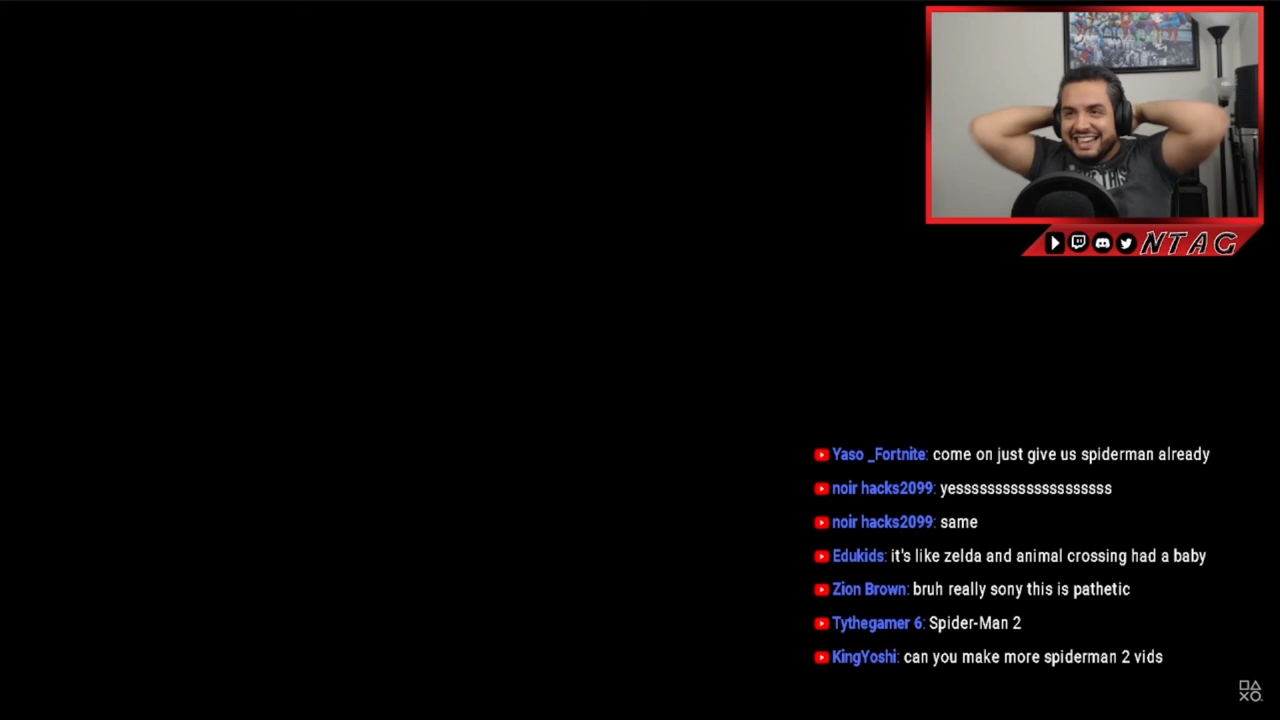 NTAG
Yaso _Fortnite: come on just give us spiderman already
noir hacks2099: yesssssssssssssssssssss
noir hacks2099: same
Edukids: it's like zelda and animal crossing had a baby
Zion Brown: bruh really sony this is pathetic
Tythegamer 6: Spider-Man 2
KingYoshi: can you make more spiderman 2 vids